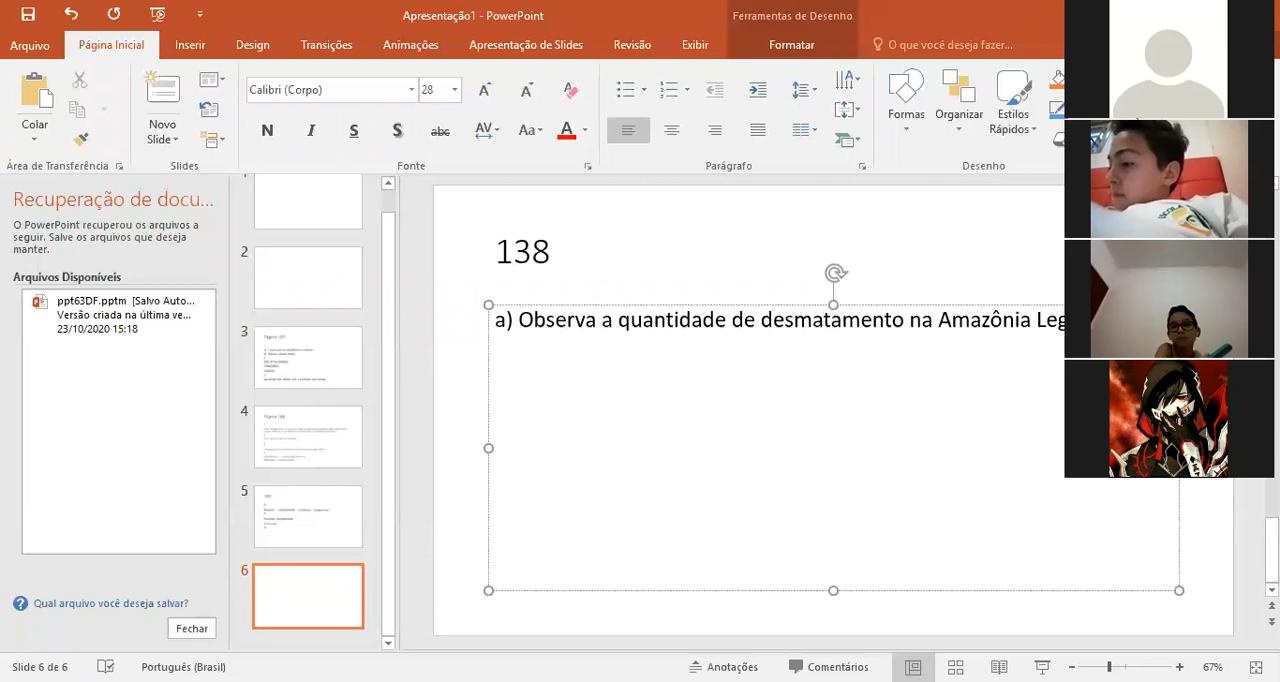 Apresentação1 - PowerPoint
Ferramentas de Desenho
Arquivo
Página Inicial
Inserir
Design
Transições
Animações
Apresentação de Slides
Revisão
Exibir
Formatar
O que você deseja fazer...
Colar
Novo
Slide
Calibri (Corpo)
28
N
I
S
S
abc
AV
Aa
A
Formas
Organizar
Estilos
Rápidos
Área de Transferência
Slides
Fonte
Parágrafo
Desenho
Recuperação de docu...
O PowerPoint recuperou os arquivos a
seguir. Salve os arquivos que deseja
manter.
Arquivos Disponíveis
ppt63DF.pptm [Salvo Auto...
Versão criada na última ve...
23/10/2020 15:18
Qual arquivo você deseja salvar?
Fechar
2
3
4
5
6
138
a) Observa a quantidade de desmatamento na Amazônia Leg
Slide 6 de 6
Português (Brasil)
Anotações
Comentários
67%